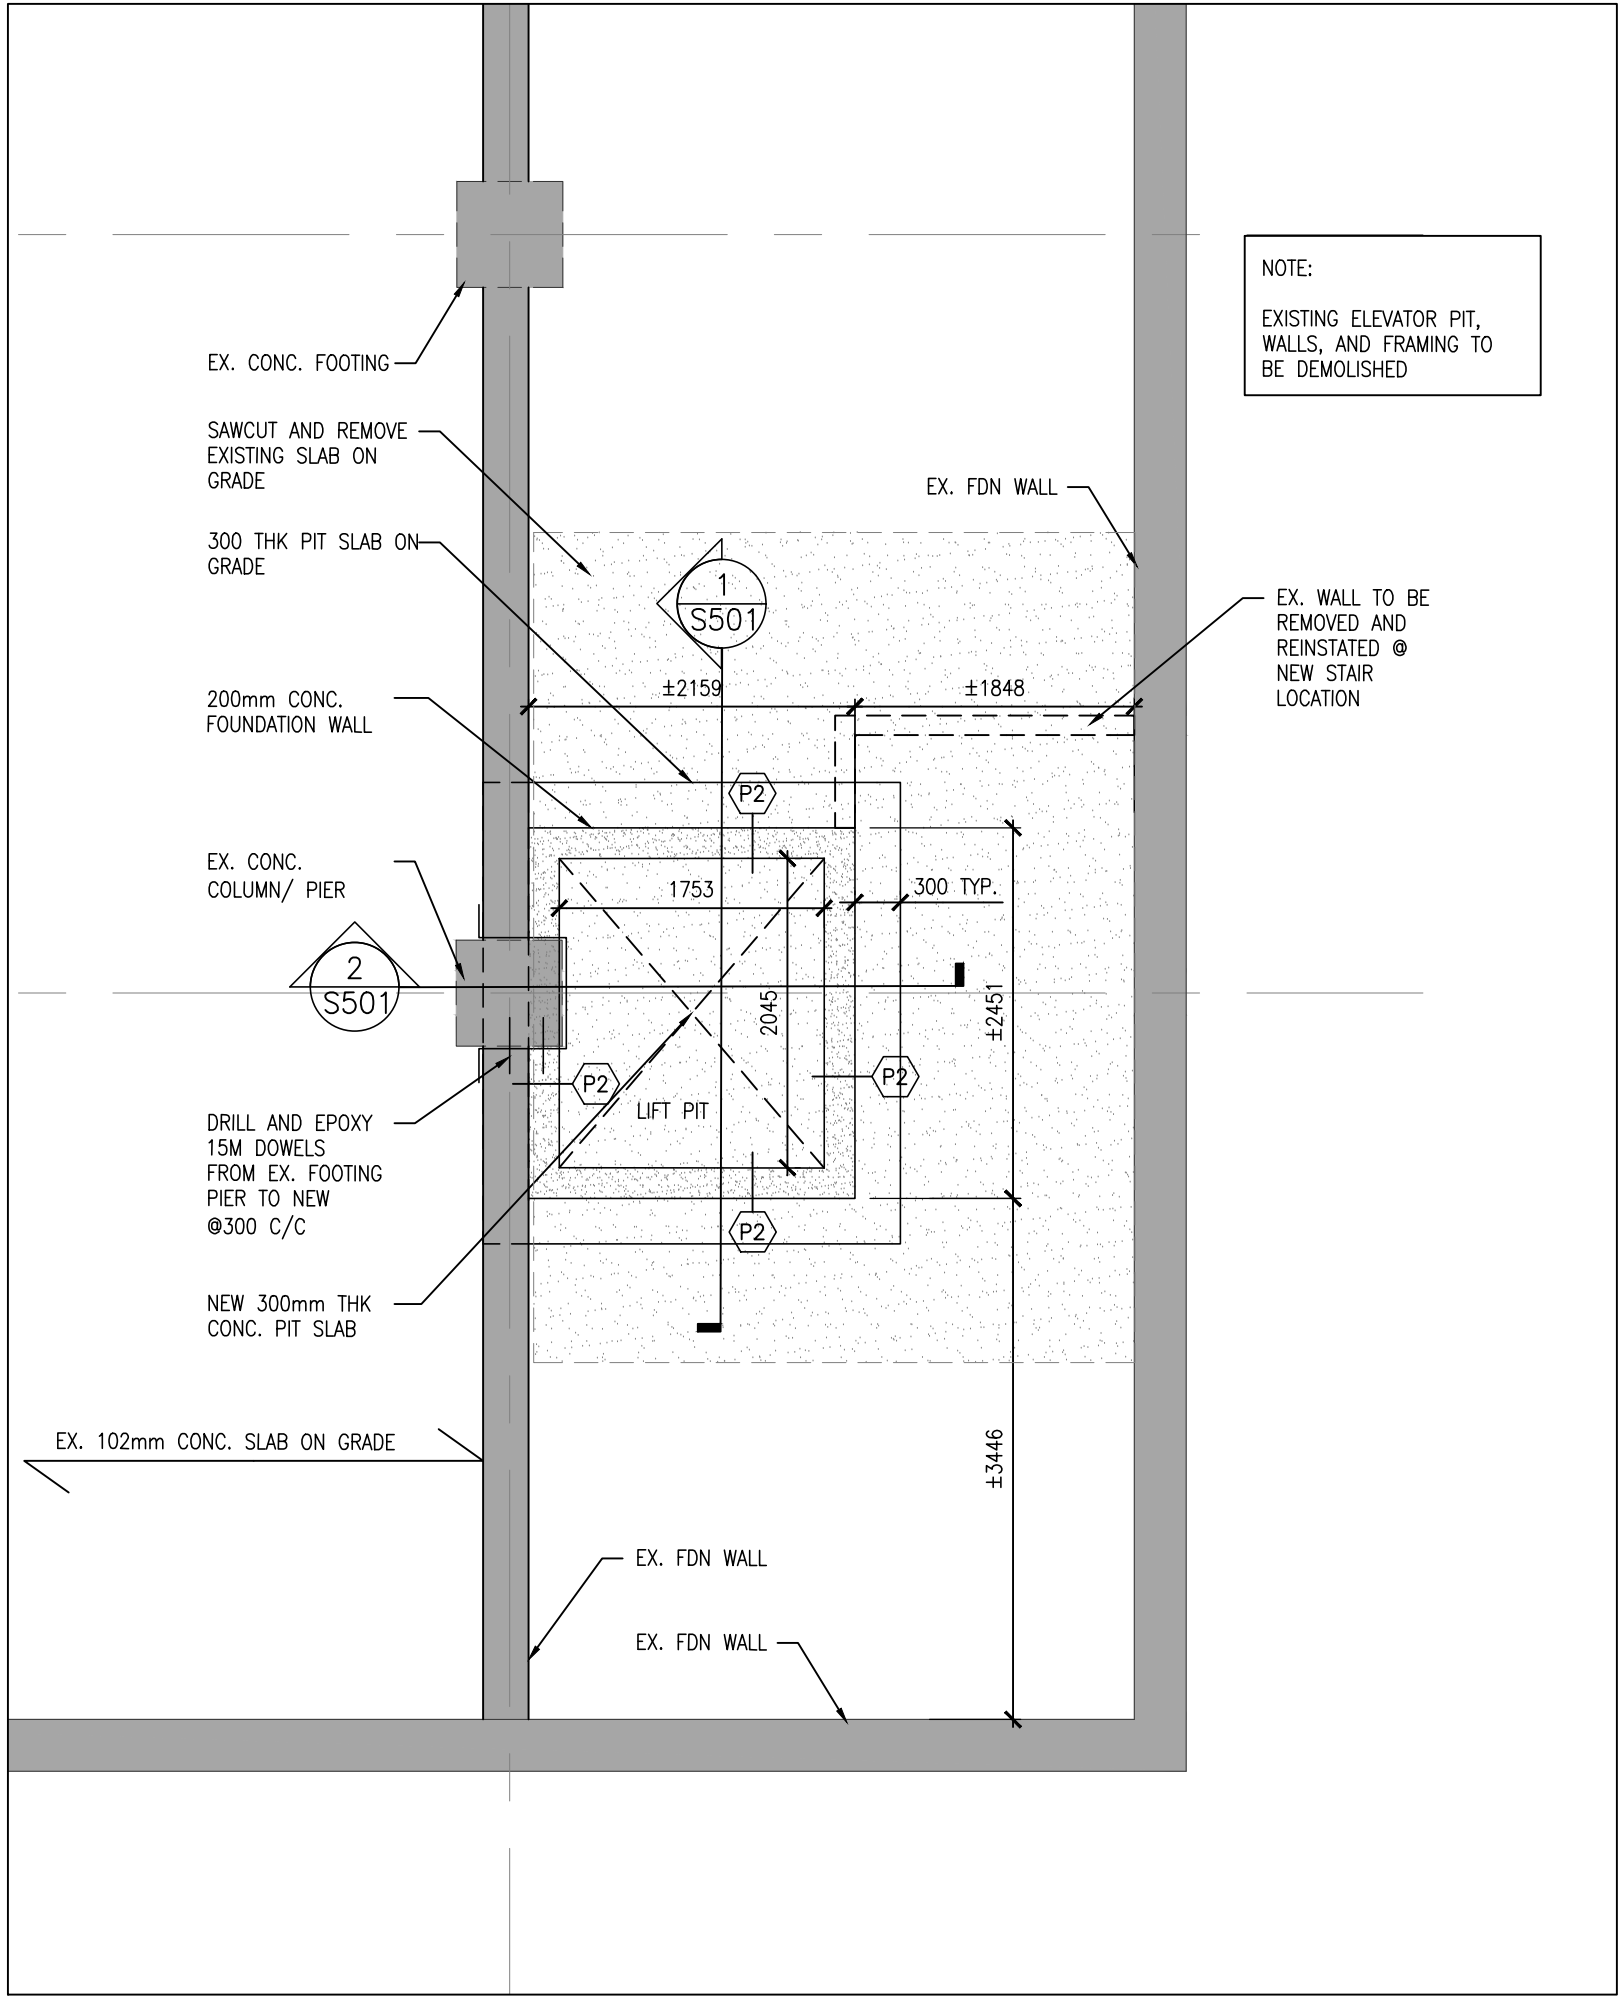 NOTE:
EXISTING ELEVATOR PIT,
WALLS, AND FRAMING TO
BE DEMOLISHED
EX. CONC. FOOTING
SAWCUT AND REMOVE
EXISTING SLAB ON
GRADE
EX. FDN WALL
300 THK PIT SLAB ON
GRADE
1
S501
EX. WALL TO BE
REMOVED AND
REINSTATED @
NEW STAIR
LOCATION
200mm CONC.
FOUNDATION WALL
±2159
±1848
P2
EX. CONC.
COLUMN/ PIER
1753
300 TYP.
2
S501
2045
±2451
P2
P2
LIFT PIT
DRILL AND EPOXY
15M DOWELS
FROM EX. FOOTING
PIER TO NEW
@300 C/C
P2
NEW 300mm THK
CONC. PIT SLAB
EX. 102mm CONC. SLAB ON GRADE
±3446
EX. FDN WALL
EX. FDN WALL